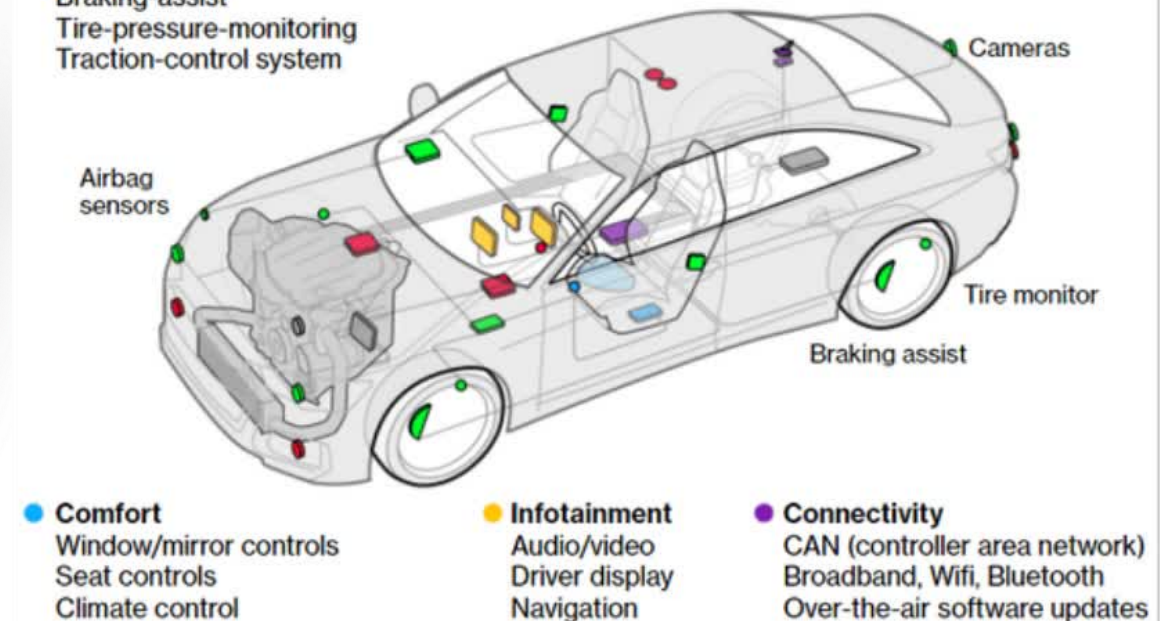 Braking-assist
Tire-pressure-monitoring
Traction-control system
Cameras
Airbag
sensors
Tire monitor
Braking assist
Comfort
Window/mirror controls
Seat controls
Climate control
Infotainment
Audio/video
Driver display
Navigation
Connectivity
CAN (controller area network)
Broadband, Wifi, Bluetooth
Over-the-air software updates